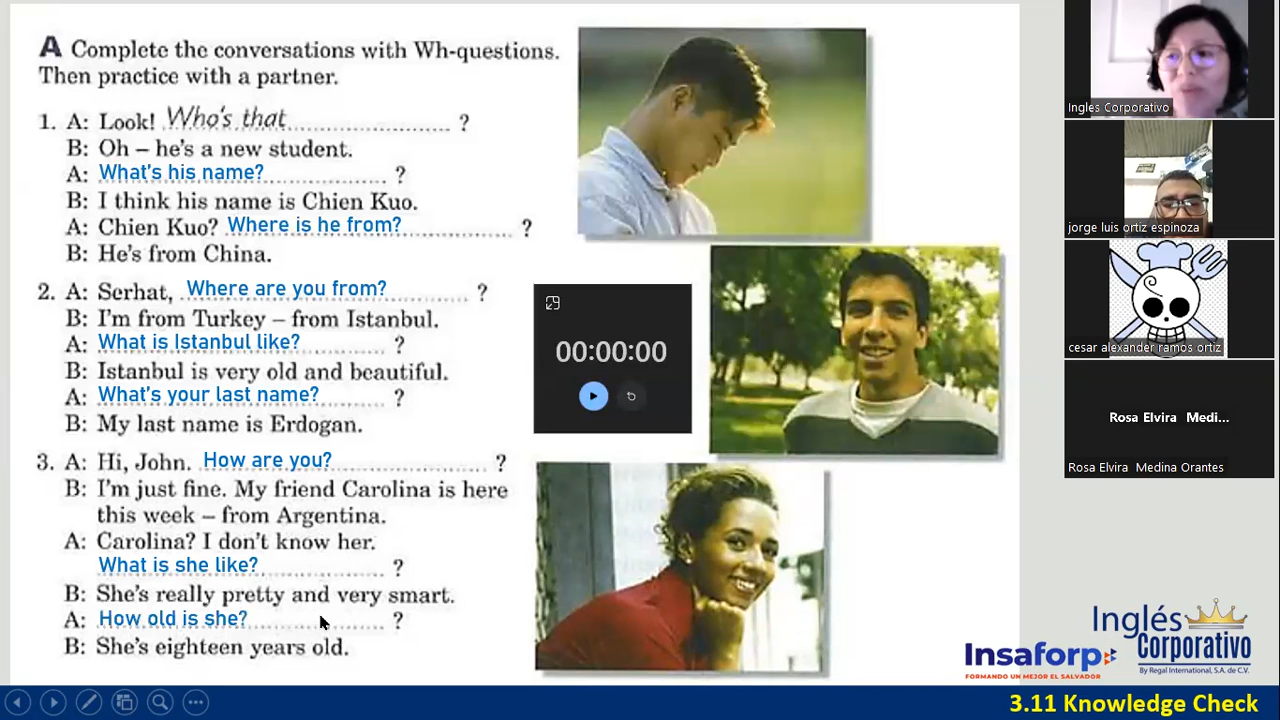 A Complete the conversations with Wh-questions.
Then practice with a partner.
1. A: Look! Who's that ?
B: Oh – he's a new student.
A: What's his name? ?
B: I think his name is Chien Kuo.
A: Chien Kuo? Where is he from? ?
B: He's from China.
2. A: Serhat, Where are you from? ?
B: I'm from Turkey – from Istanbul.
A: What is Istanbul like? ?
B: Istanbul is very old and beautiful.
A: What's your last name? ?
B: My last name is Erdogan.
3. A: Hi, John. How are you? ?
B: I'm just fine. My friend Carolina is here
this week – from Argentina.
A: Carolina? I don't know her.
What is she like? ?
B: She's really pretty and very smart.
A: How old is she? ?
B: She's eighteen years old.
00:00:00
Ingles Corporativo
jorge luis ortiz espinoza
cesar alexander ramos ortiz
Rosa Elvira Medi...
Rosa Elvira Medina Orantes
Insaforp
FORMANDO UN MEJOR EL SALVADOR
Inglés
Corporativo
By Regal International, S.A. de C.V.
3.11 Knowledge Check